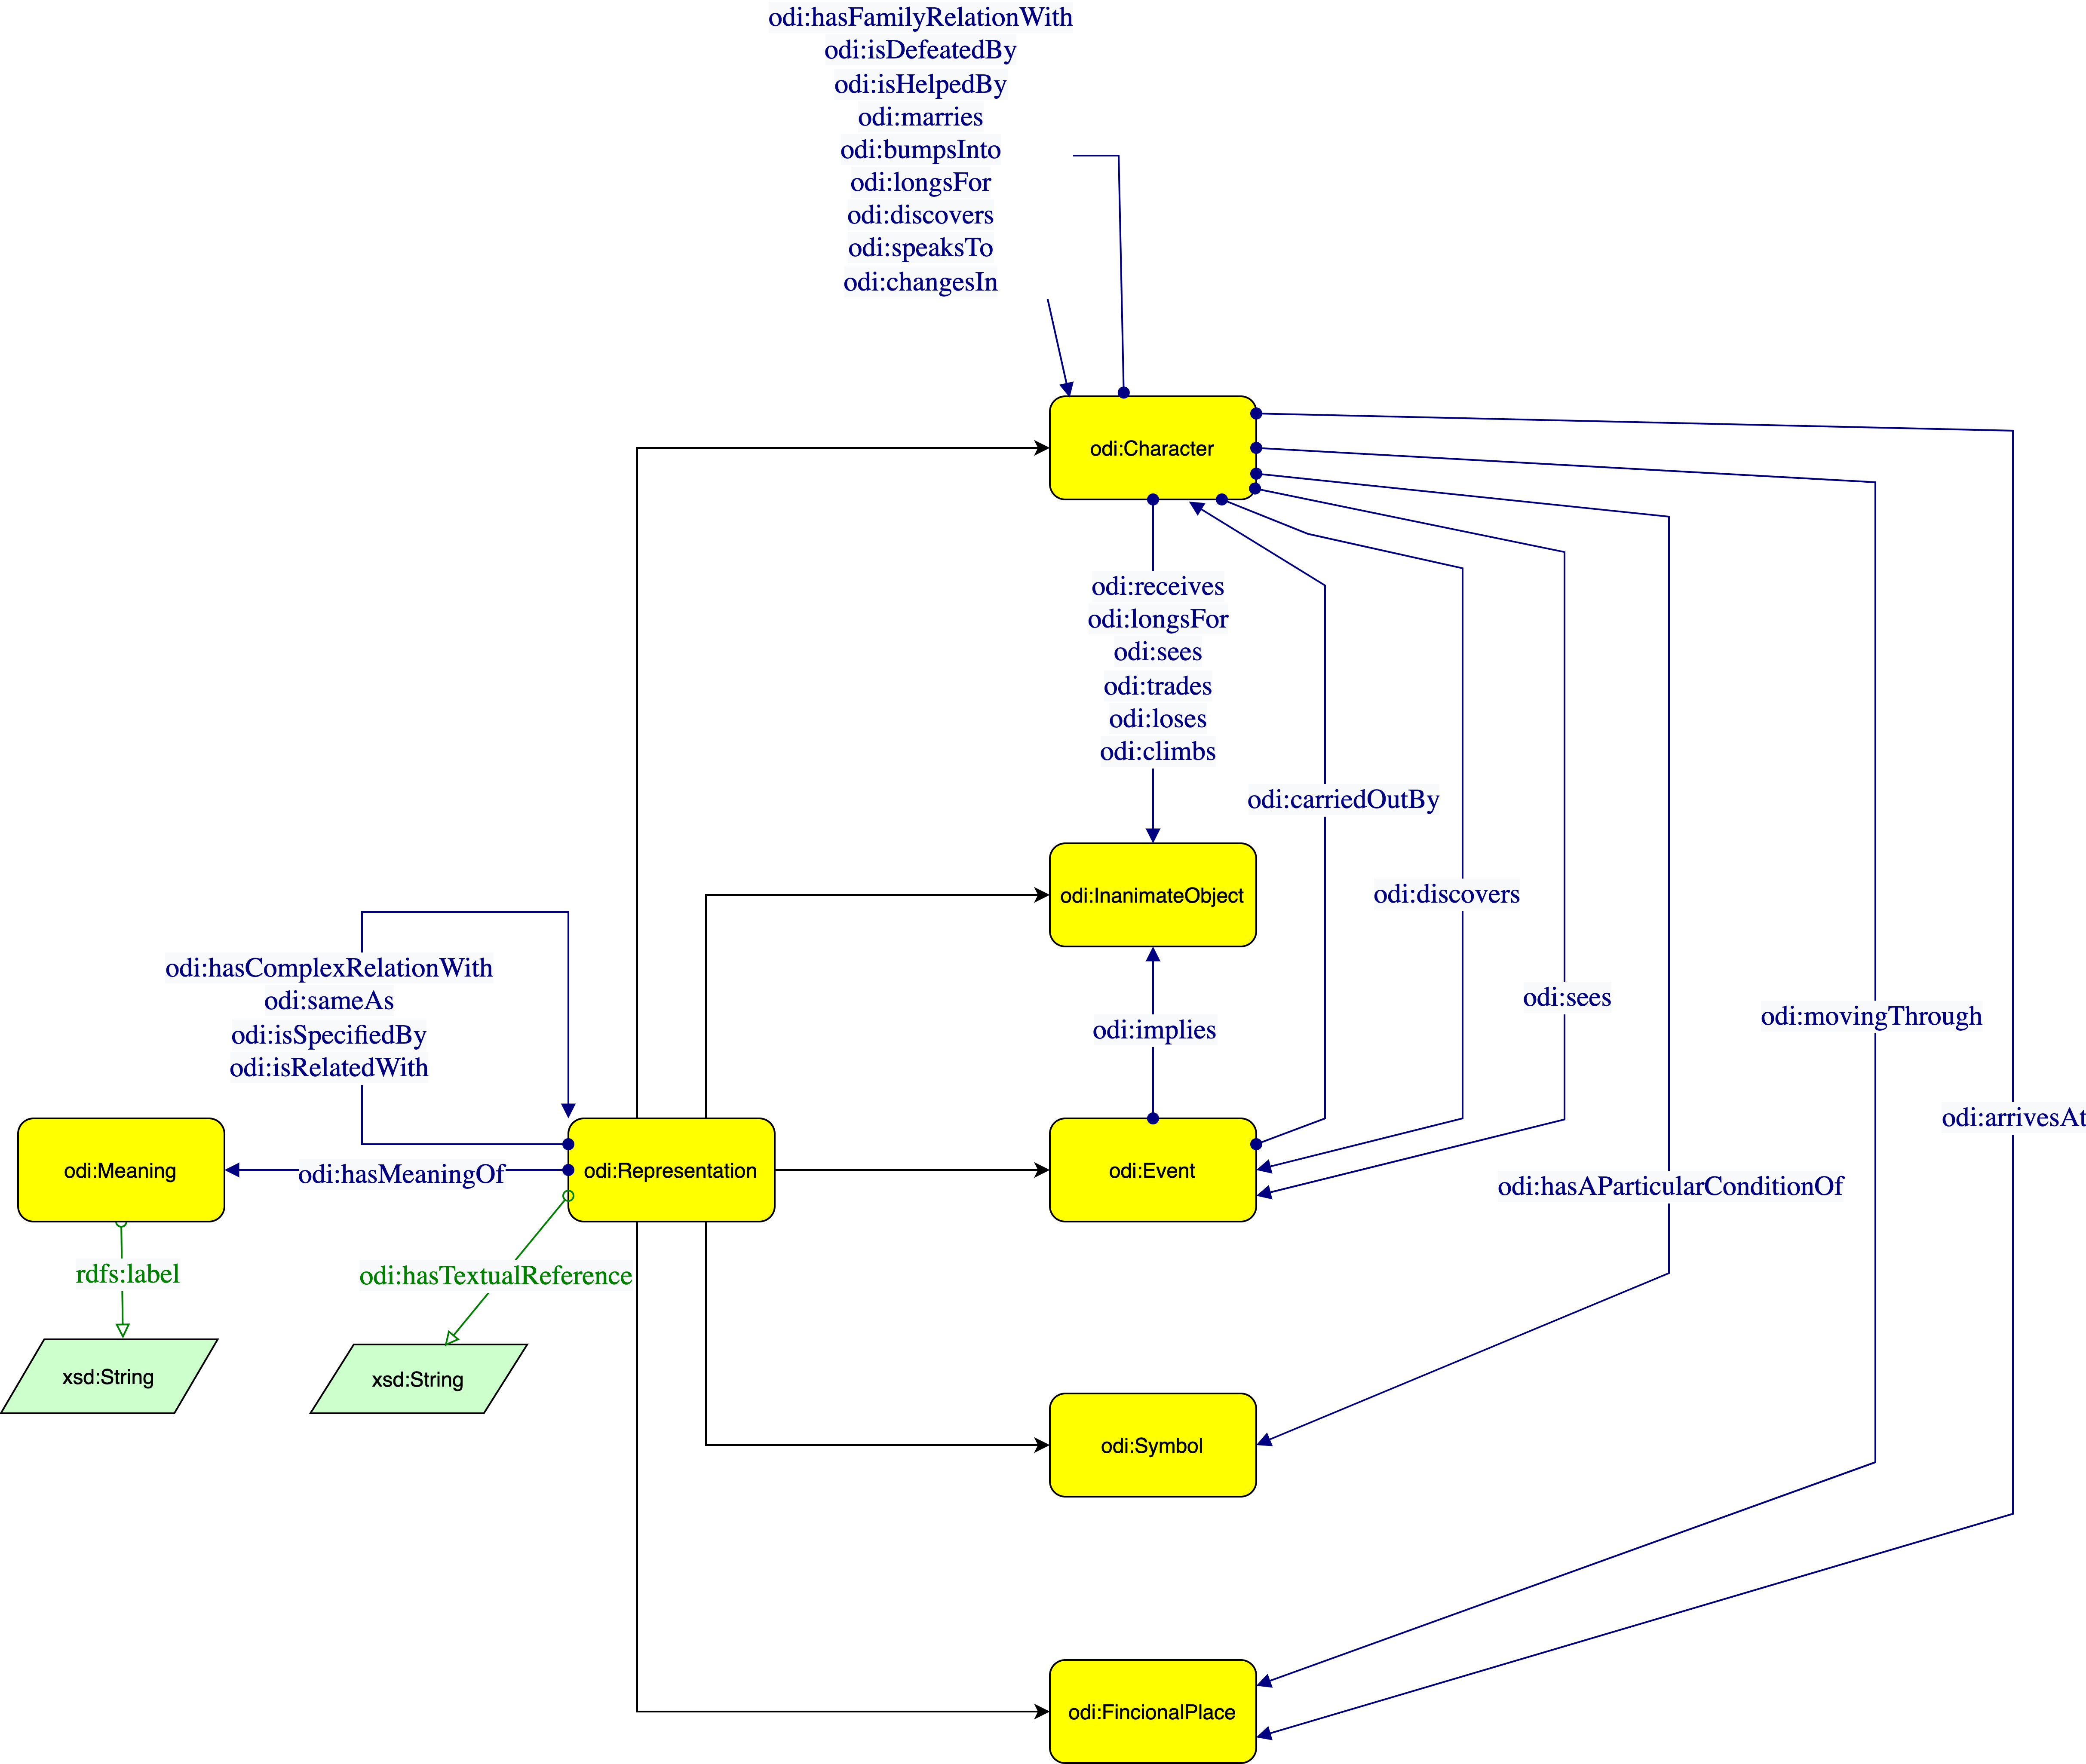 odi:hasFamilyRelationWith
odi:isDefeatedBy
odi:isHelpedBy
odi:marries
odi:bumpsInto
odi:longsFor
odi:discovers
odi:speaksTo
odi:changesIn
odi:Character
odi:receives
odi:longsFor
odi:sees
odi:trades
odi:loses
odi:climbs
odi:carriedOutBy
odi:InanimateObject
odi:discovers
odi:hasComplexRelationWith
odi:sameAs
odi:isSpecifiedBy
odi:isRelatedWith
odi:sees
odi:movingThrough
odi:implies
odi:arrivesAt
odi:Meaning
odi:hasMeaningOf
odi:Representation
odi:Event
odi:hasAParticularConditionOf
rdfs:label
odi:hasTextualReference
xsd:String
xsd:String
odi:Symbol
odi:FincionalPlace